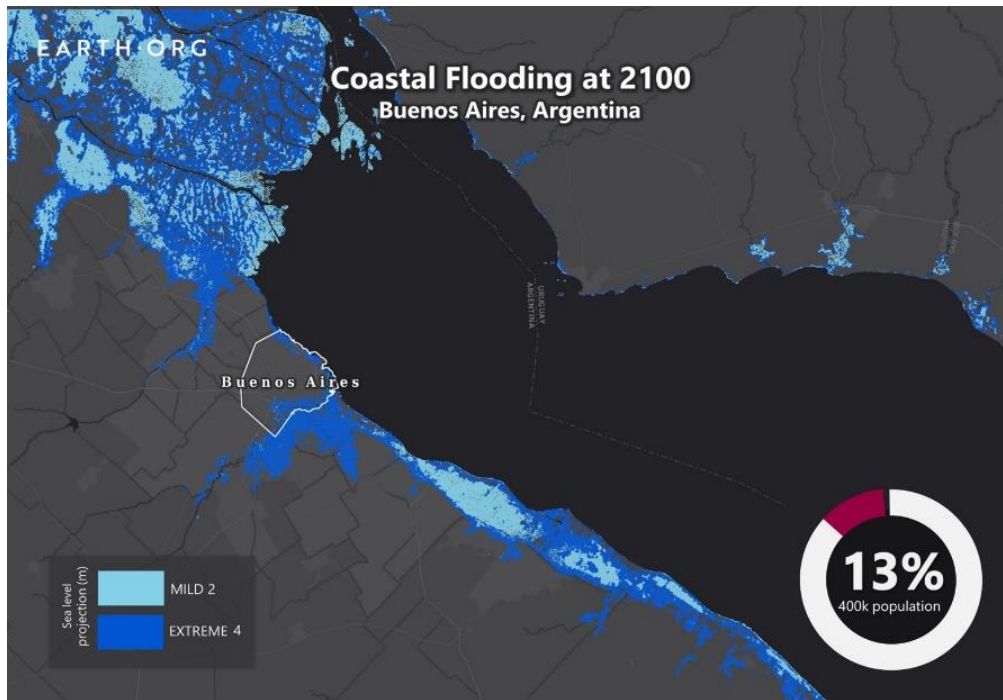 EARTH·ORG
Coastal Flooding at 2100
Buenos Aires, Argentina
URUGUAY
ARGENTINA
Buenos Aires
Sea level
projection (m)
MILD 2
EXTREME 4
13%
400k population